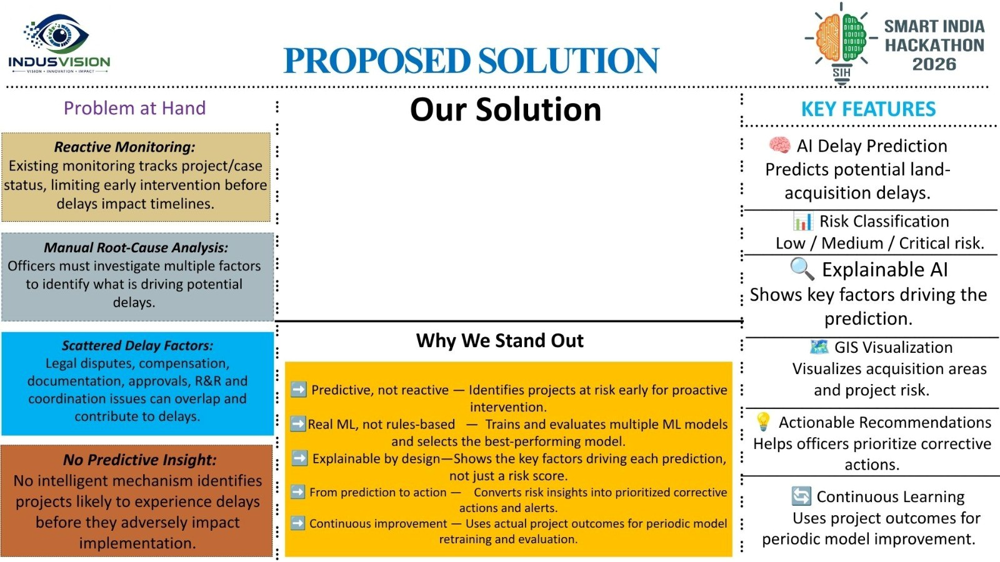 INDUSVISION
VISION • INNOVATION • IMPACT
PROPOSED SOLUTION
SIH
SMART INDIA
HACKATHON
2026
Problem at Hand
Reactive Monitoring:
Existing monitoring tracks project/case
status, limiting early intervention before
delays impact timelines.
Manual Root-Cause Analysis:
Officers must investigate multiple factors
to identify what is driving potential
delays.
Scattered Delay Factors:
Legal disputes, compensation,
documentation, approvals, R&R and
coordination issues can overlap and
contribute to delays.
No Predictive Insight:
No intelligent mechanism identifies
projects likely to experience delays
before they adversely impact
implementation.
Our Solution
Why We Stand Out
➡️ Predictive, not reactive — Identifies projects at risk early for proactive
intervention.
➡️Real ML, not rules-based — Trains and evaluates multiple ML models
and selects the best-performing model.
➡️ Explainable by design—Shows the key factors driving each prediction,
not just a risk score.
➡️ From prediction to action — Converts risk insights into prioritized corrective
actions and alerts.
➡️ Continuous improvement — Uses actual project outcomes for periodic model
retraining and evaluation.
KEY FEATURES
🧠 AI Delay Prediction
Predicts potential land-
acquisition delays.
📊 Risk Classification
Low / Medium / Critical risk.
🔍 Explainable AI
Shows key factors driving the
prediction.
🗺️ GIS Visualization
Visualizes acquisition areas
and project risk.
💡 Actionable Recommendations
Helps officers prioritize corrective
actions.
🔄 Continuous Learning
Uses project outcomes for
periodic model improvement.